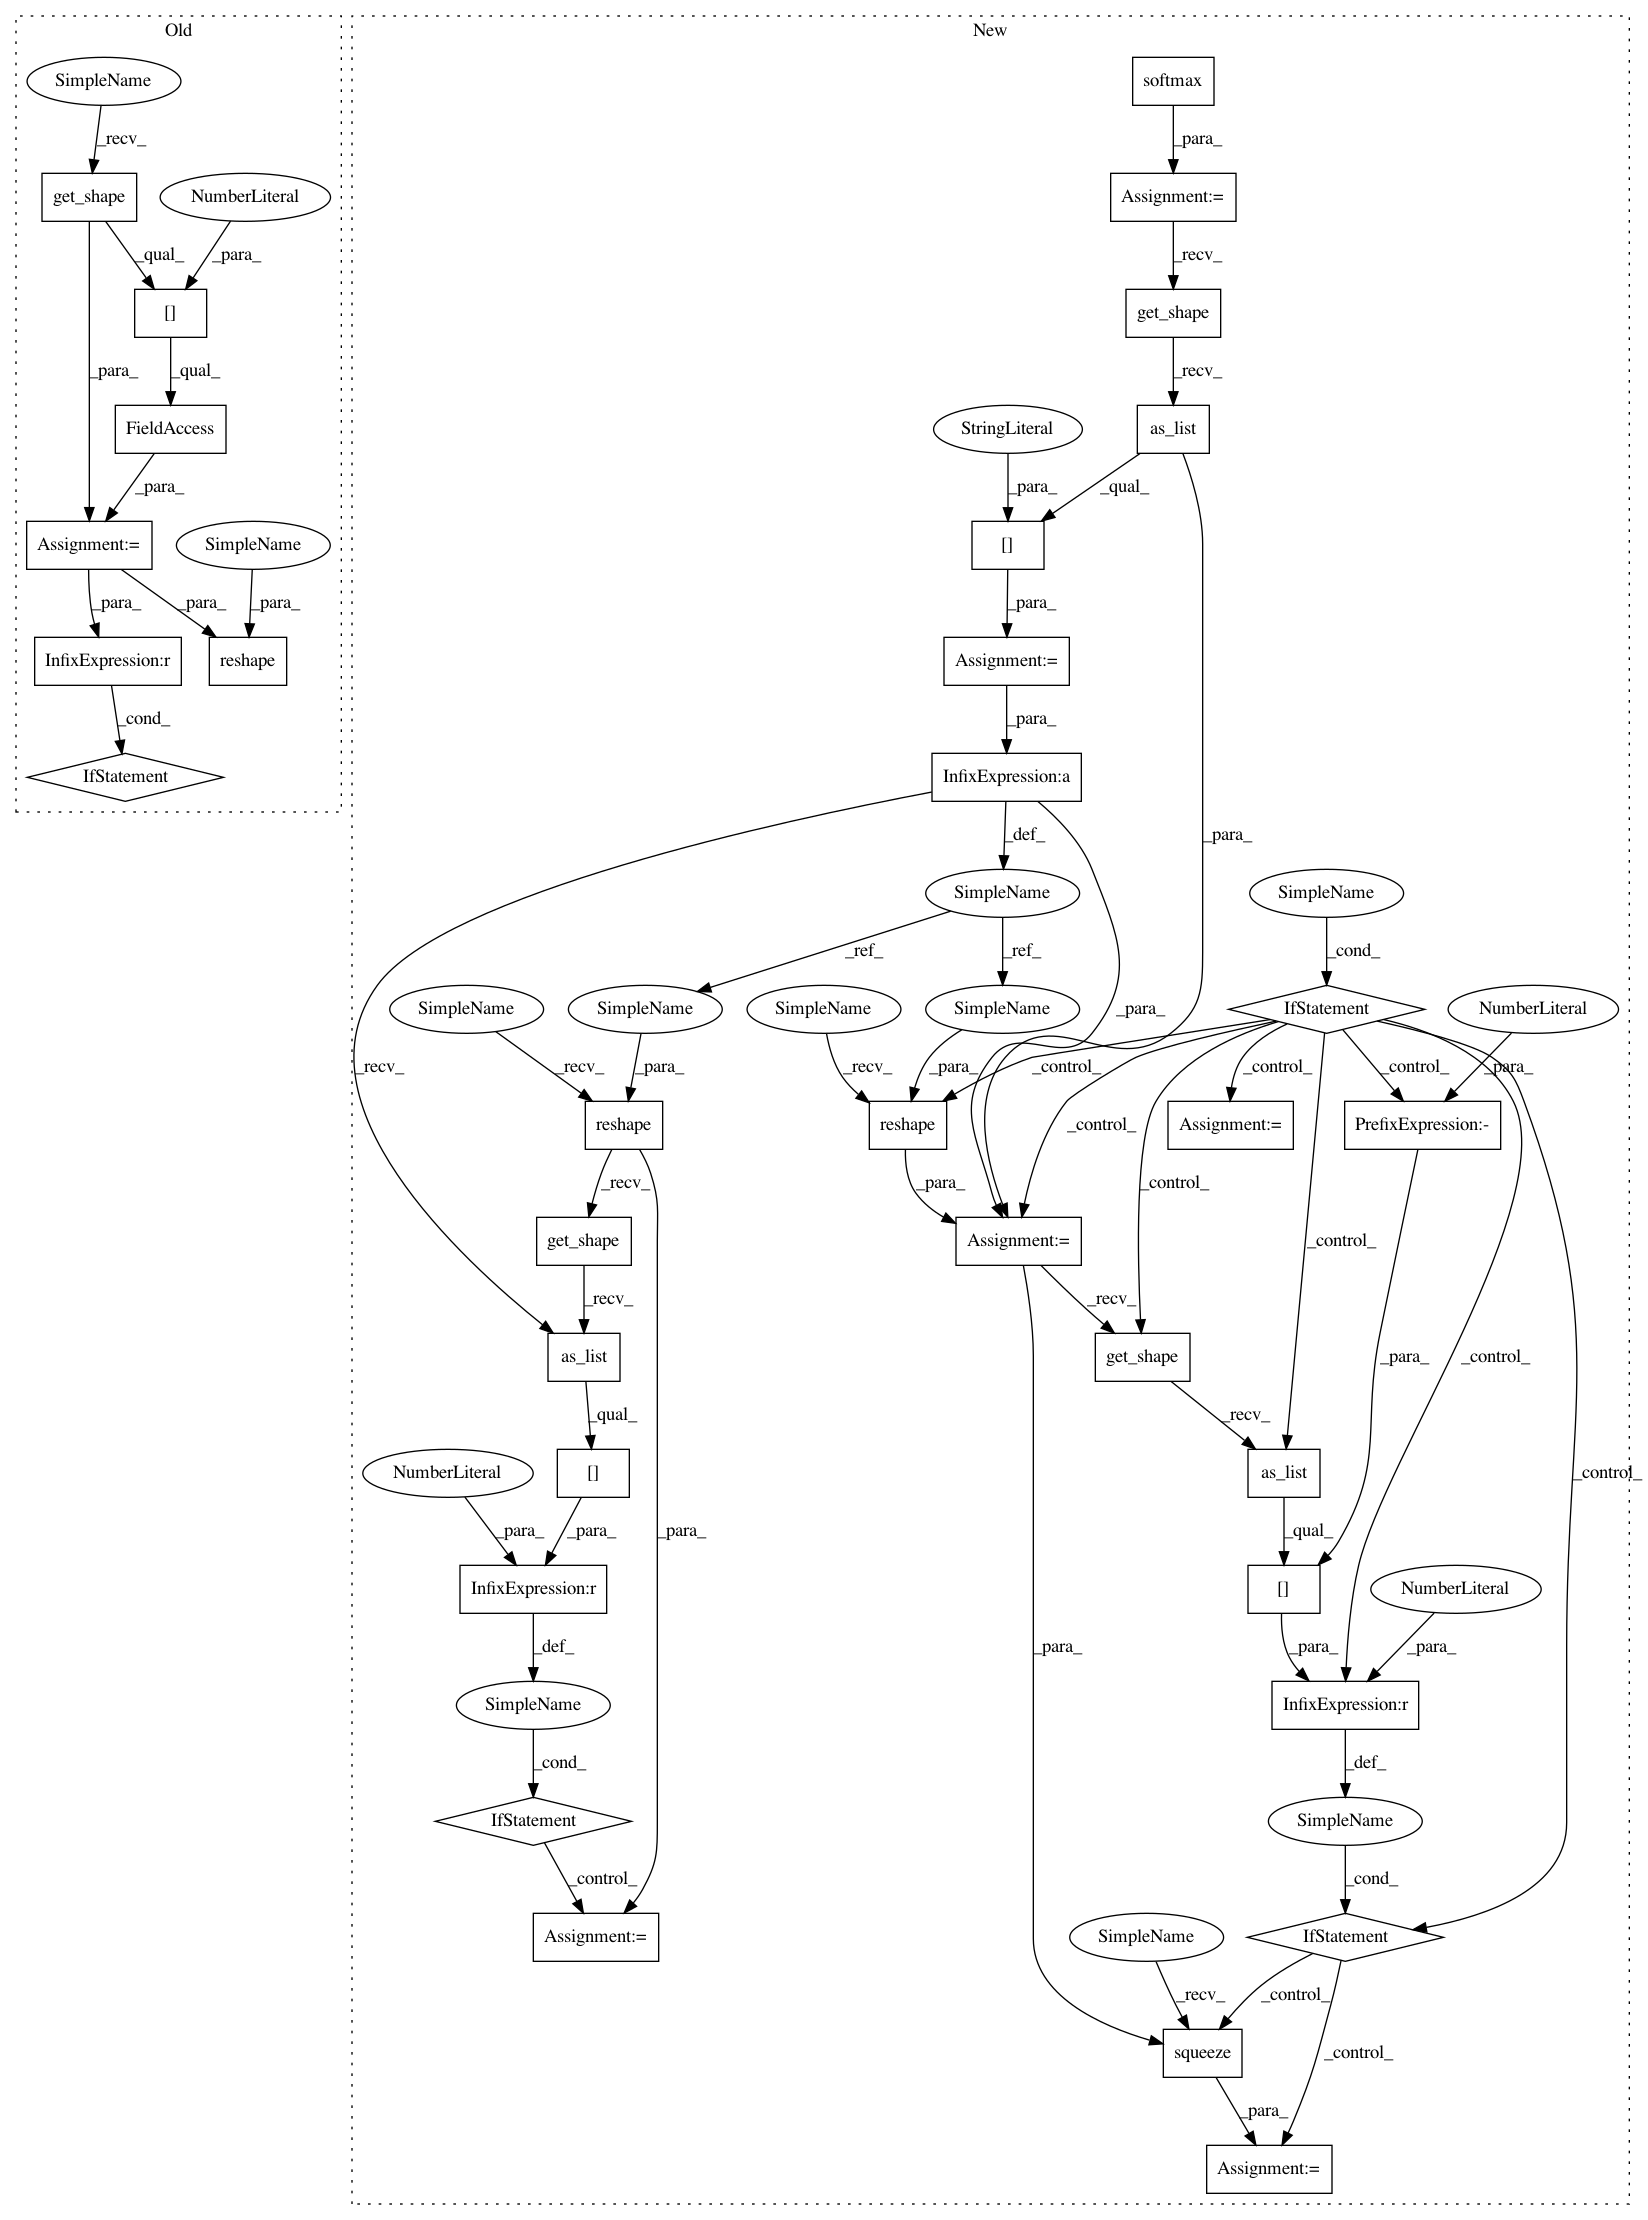 Old
SimpleName
_recv_
get_shape
NumberLiteral
_qual_
_para_
[]
_para_
_qual_
FieldAccess
_para_
Assignment:=
SimpleName
_para_
_para_
_para_
InfixExpression:r
reshape
_cond_
IfStatement
New
softmax
_para_
Assignment:=
_recv_
get_shape
_recv_
StringLiteral
as_list
_para_
_qual_
[]
_para_
Assignment:=
_para_
InfixExpression:a
_def_
_para_
SimpleName
SimpleName
_ref_
_ref_
_cond_
SimpleName
SimpleName
SimpleName
SimpleName
_para_
IfStatement
NumberLiteral
_recv_
_recv_
_para_
_recv_
_para_
_control_
_control_
_control_
_para_
reshape
reshape
_control_
Assignment:=
PrefixExpression:-
_recv_
_para_
_control_
get_shape
Assignment:=
_control_
_recv_
_recv_
as_list
get_shape
_para_
_control_
_qual_
_recv_
NumberLiteral
[]
as_list
_control_
_para_
_para_
_para_
_qual_
InfixExpression:r
[]
NumberLiteral
_def_
_para_
_para_
_para_
SimpleName
InfixExpression:r
_cond_
_def_
IfStatement
SimpleName
_control_
_cond_
Assignment:=
SimpleName
IfStatement
_recv_
_control_
squeeze
_control_
_para_
Assignment:=